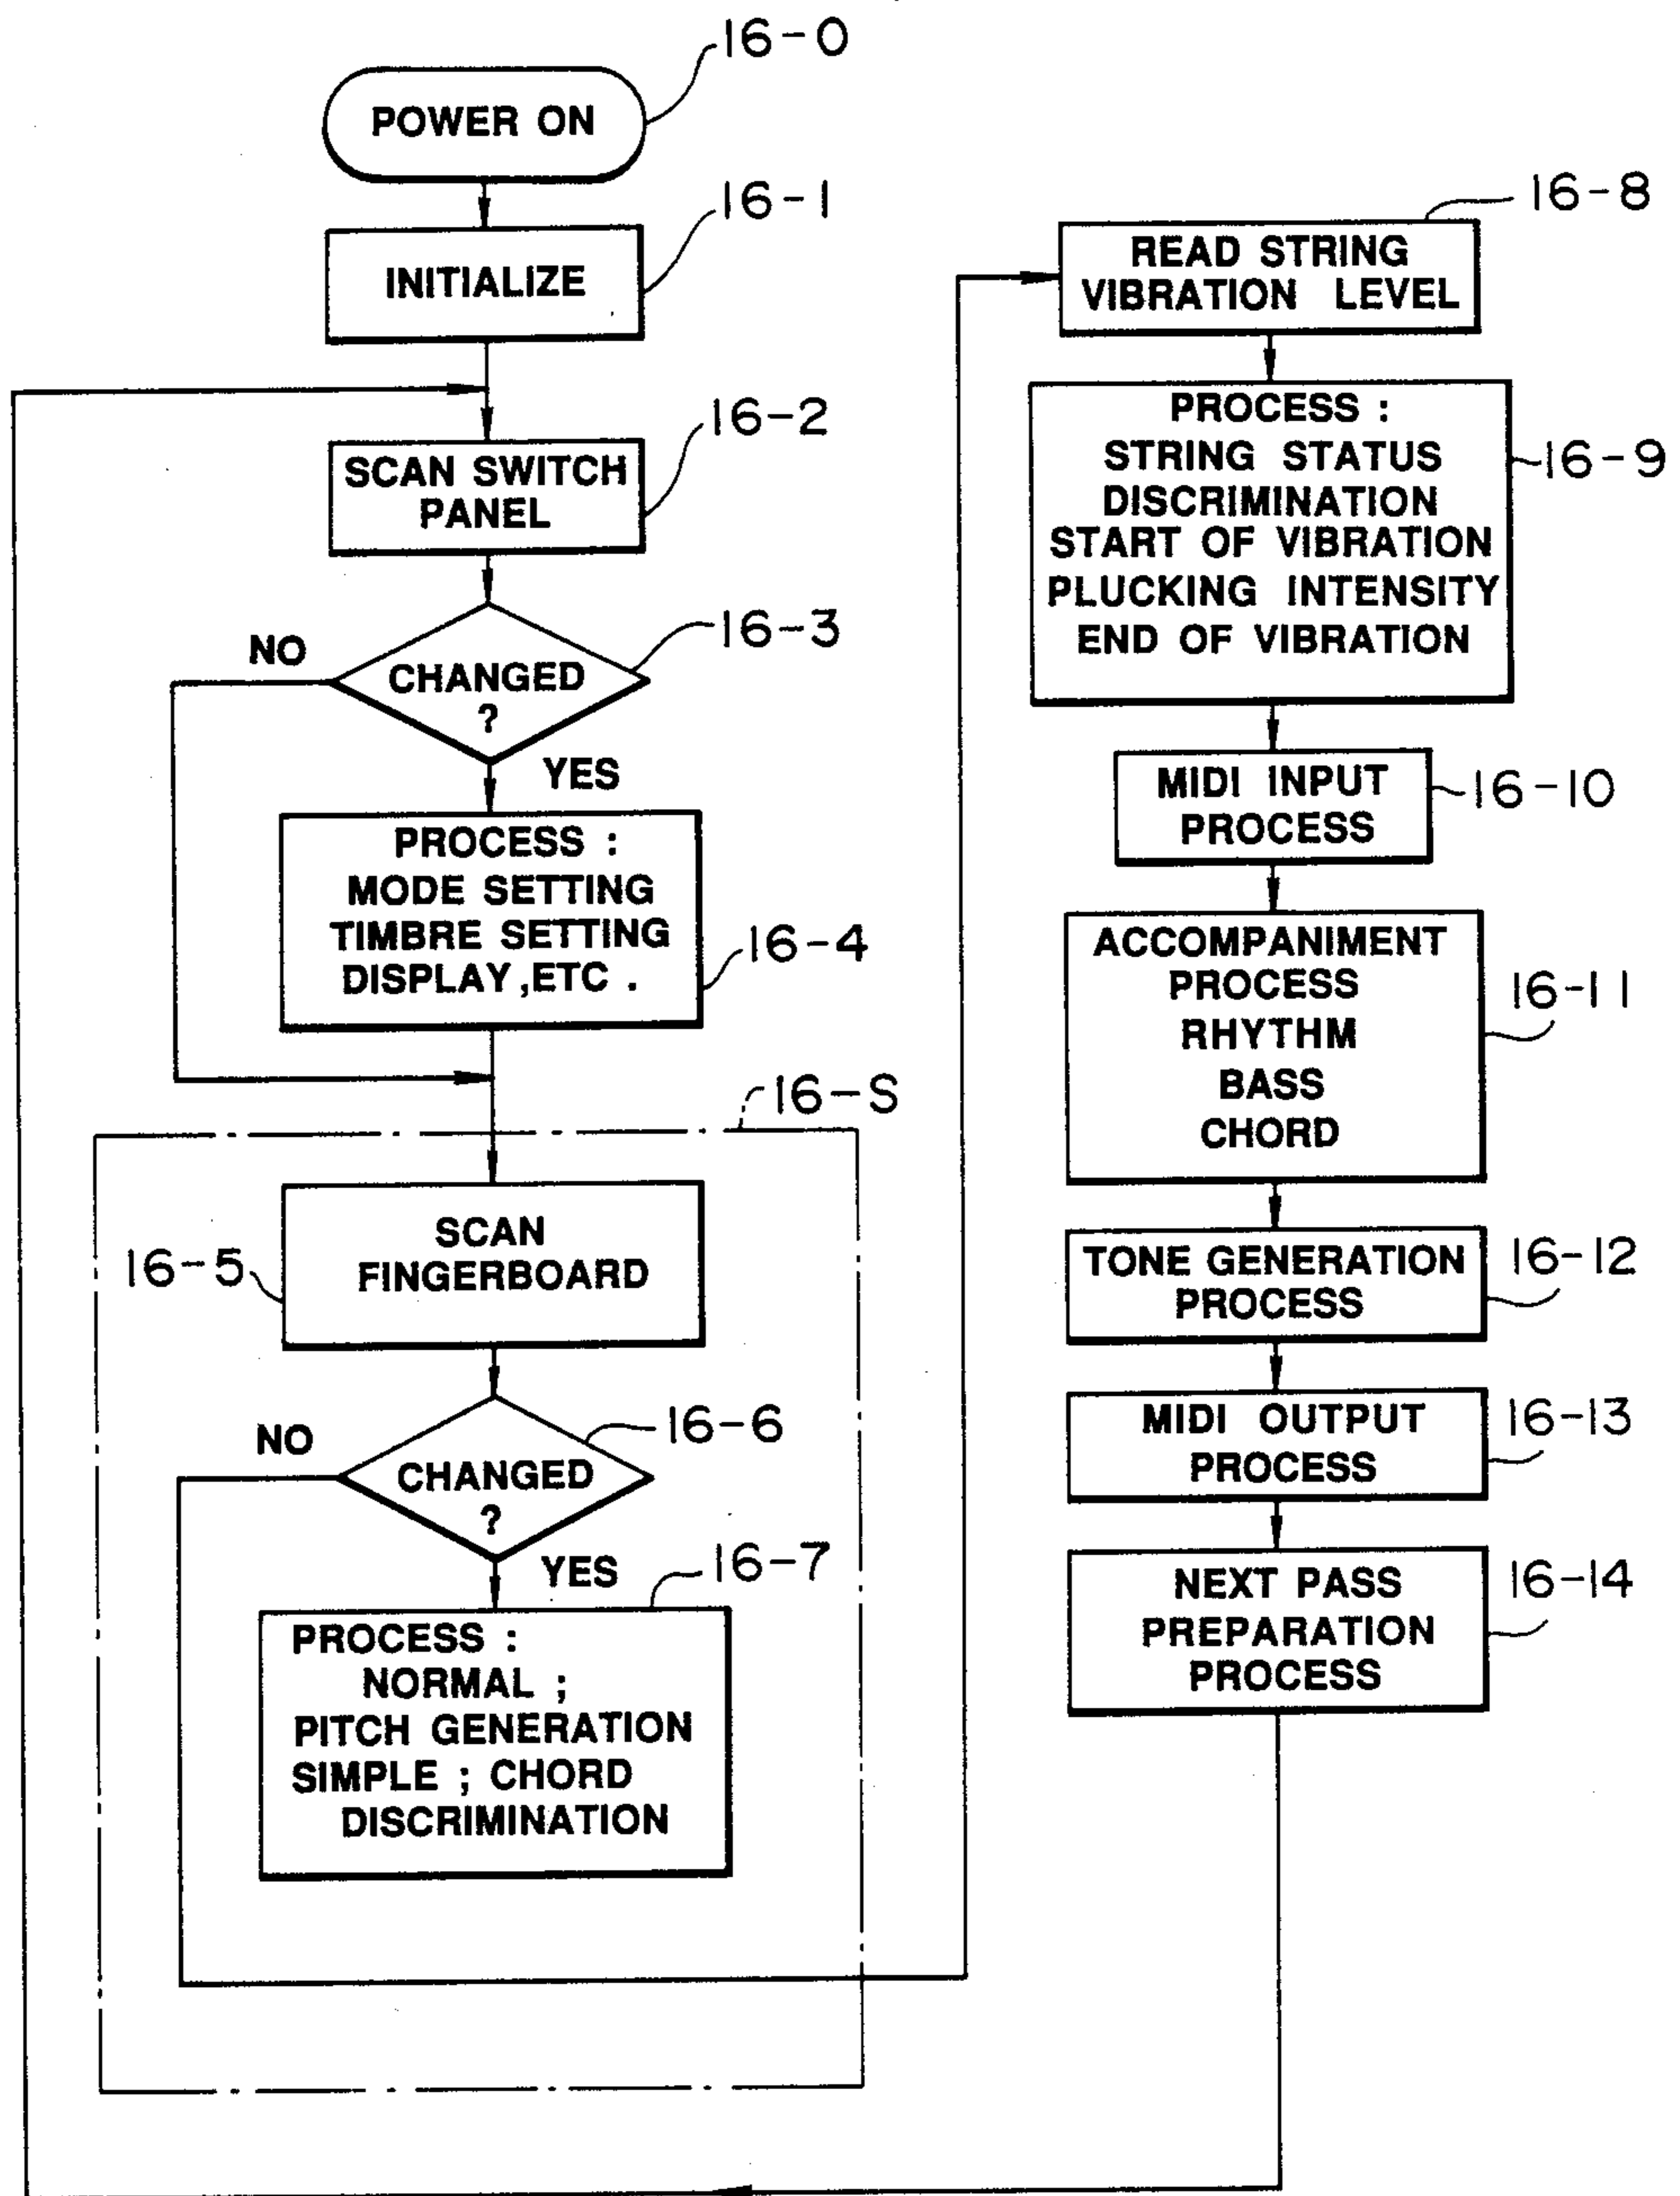 16-0
POWER ON
16-1
INITIALIZE
16-2
SCAN SWITCH
PANEL
16-3
NO
CHANGED
?
YES
PROCESS :
MODE SETTING
TIMBRE SETTING
DISPLAY ,ETC .
16-4
16-S
SCAN
FINGERBOARD
16-5
16-6
NO
CHANGED
?
YES
16-7
PROCESS :
NORMAL ;
PITCH GENERATION
SIMPLE ; CHORD
DISCRIMINATION
16-8
READ STRING
VIBRATION LEVEL
PROCESS :
STRING STATUS
DISCRIMINATION
START OF VIBRATION
PLUCKING INTENSITY
END OF VIBRATION
16-9
MIDI INPUT
PROCESS
16-10
ACCOMPANIMENT
PROCESS
RHYTHM
BASS
CHORD
16-11
TONE GENERATION
PROCESS
16-12
MIDI OUTPUT
PROCESS
16-13
NEXT PASS
PREPARATION
PROCESS
16-14